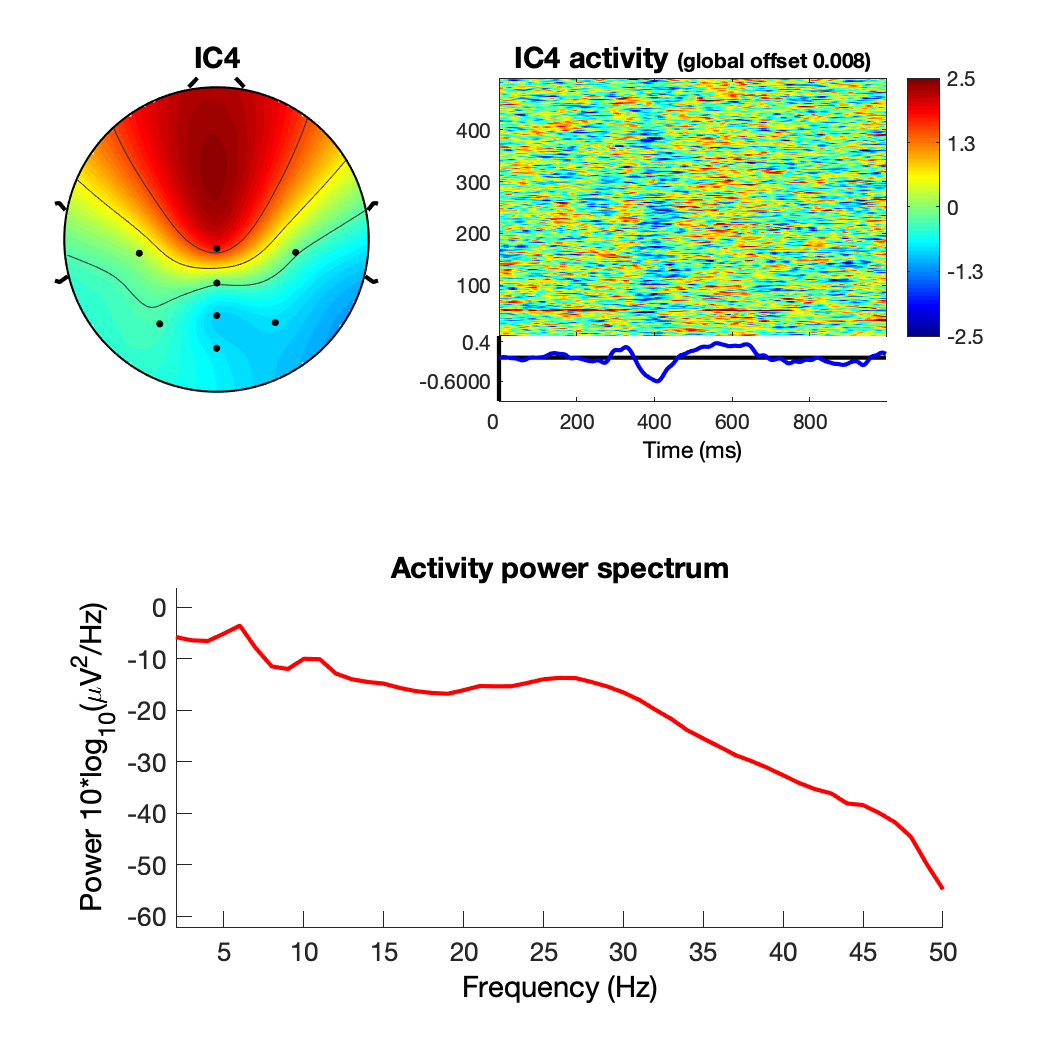 IC4
IC4 activity (global offset 0.008)
400
300
200
100
0.4
-0.6000
0 200 400 600 800
Time (ms)
2.5
1.3
0
-1.3
-2.5
Activity power spectrum
Power 10*log10(μV2/Hz)
0
-10
-20
-30
-40
-50
-60
5 10 15 20 25 30 35 40 45 50
Frequency (Hz)